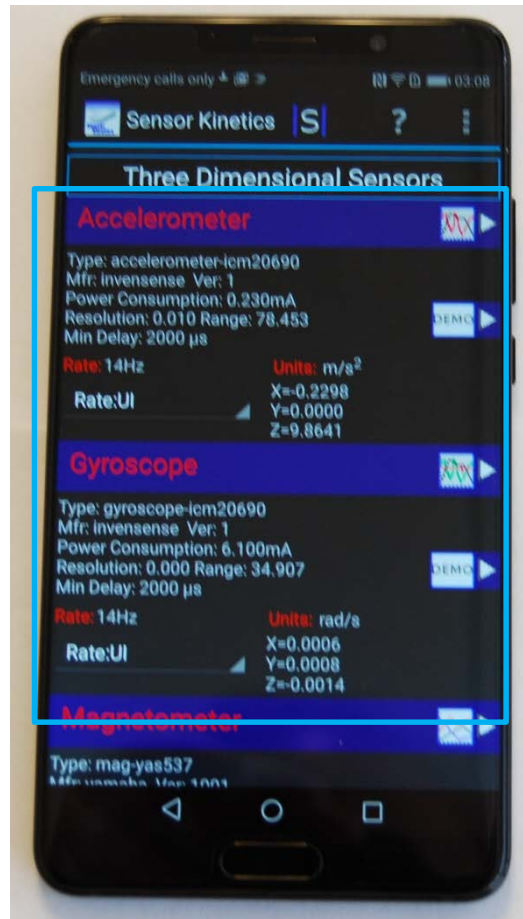 Emergency calls only 03:08
Sensor Kinetics |S| ?
Three Dimensional Sensors
Accelerometer
Type: accelerometer-icm20690
Mfr: invensense Ver: 1
Power Consumption: 0.230mA
Resolution: 0.010 Range: 78.453
DEMO
Min Delay: 2000 µs
Rate: 14Hz Units: m/s²
X=-0.2298
Rate:UI
Y=0.0000
Z=9.8641
Gyroscope
Type: gyroscope-icm20690
Mfr: invensense Ver: 1
Power Consumption: 6.100mA
Resolution: 0.000 Range: 34.907
DEMO
Min Delay: 2000 µs
Rate: 14Hz Units: rad/s
X=0.0006
Rate:UI
Y=0.0008
Z=-0.0014
Magnetometer
Type: mag-yas537
Mfr: yamaha Ver: 1001